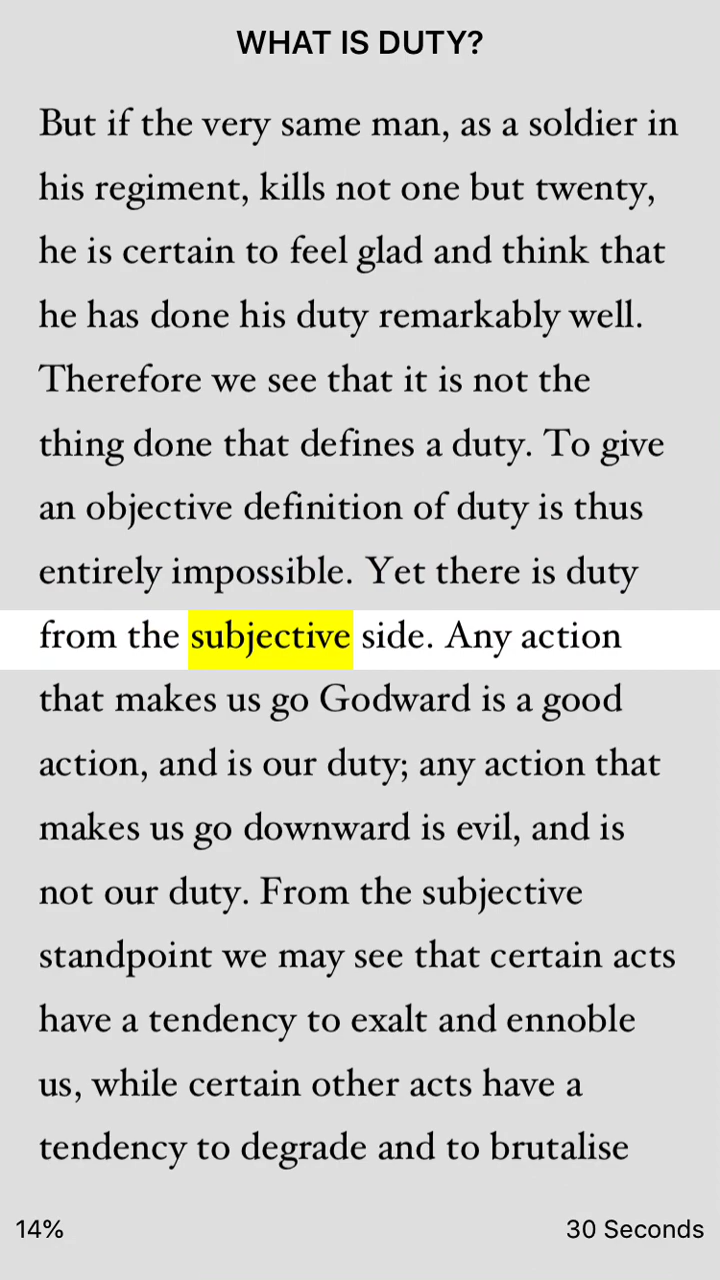 WHAT IS DUTY?
But if the very same man, as a soldier in
his regiment, kills not one but twenty,
he is certain to feel glad and think that
he has done his duty remarkably well.
Therefore we see that it is not the
thing done that defines a duty. To give
an objective definition of duty is thus
entirely impossible. Yet there is duty
from the subjective side. Any action
that makes us go Godward is a good
action, and is our duty; any action that
makes us go downward is evil, and is
not our duty. From the subjective
standpoint we may see that certain acts
have a tendency to exalt and ennoble
us, while certain other acts have a
tendency to degrade and to brutalise
14%
30 Seconds